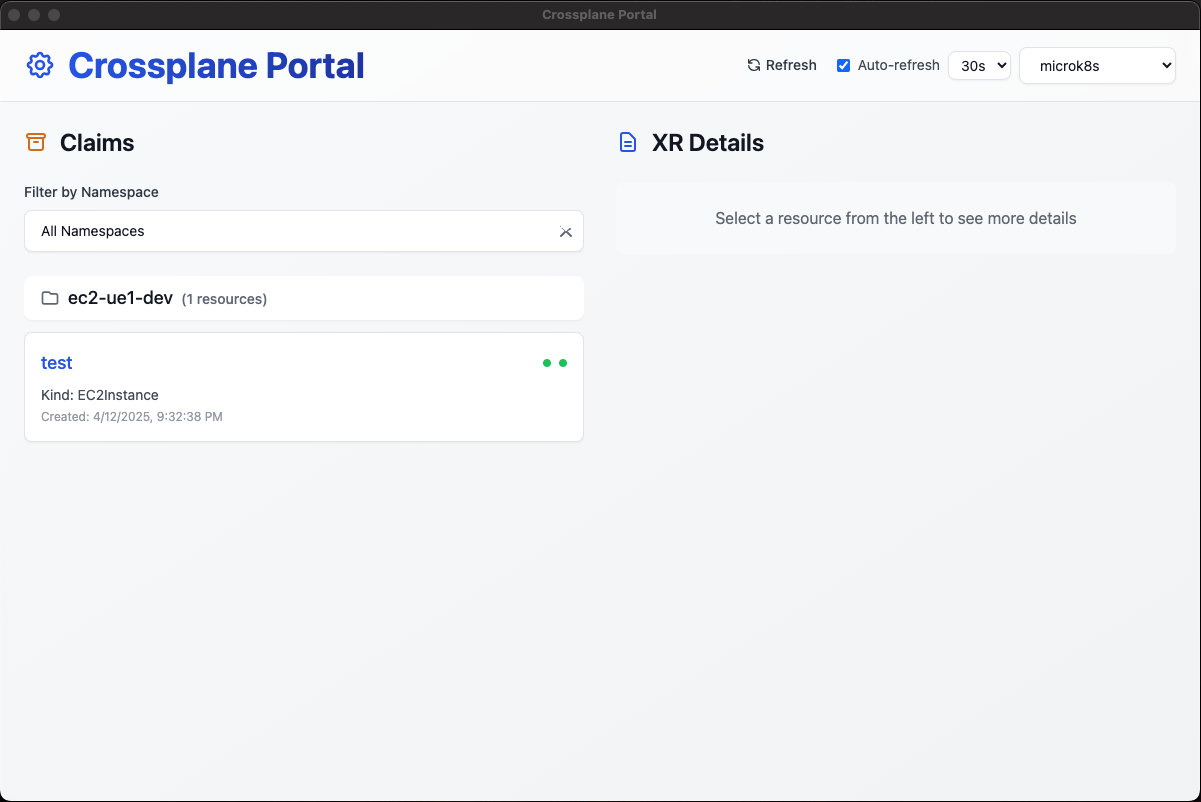 Crossplane Portal
Crossplane Portal
Refresh
Auto-refresh
30s
microk8s
Claims
Filter by Namespace
All Namespaces
ec2-ue1-dev (1 resources)
test
Kind: EC2Instance
Created: 4/12/2025, 9:32:38 PM
XR Details
Select a resource from the left to see more details